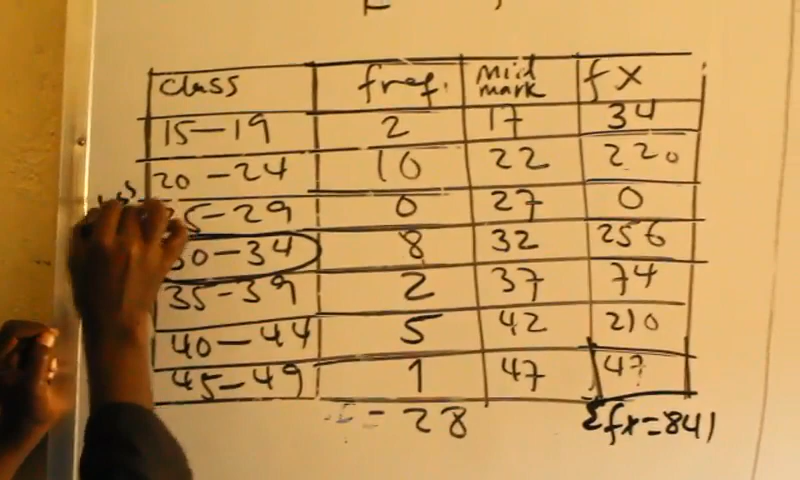 class freq. mid mark fx
15-19 2 17 34
20-24 10 22 220
25-29 0 27 0
30-34 8 32 256
35-39 2 37 74
40-44 5 42 210
45-49 1 47 47
= 28 Σfx=841